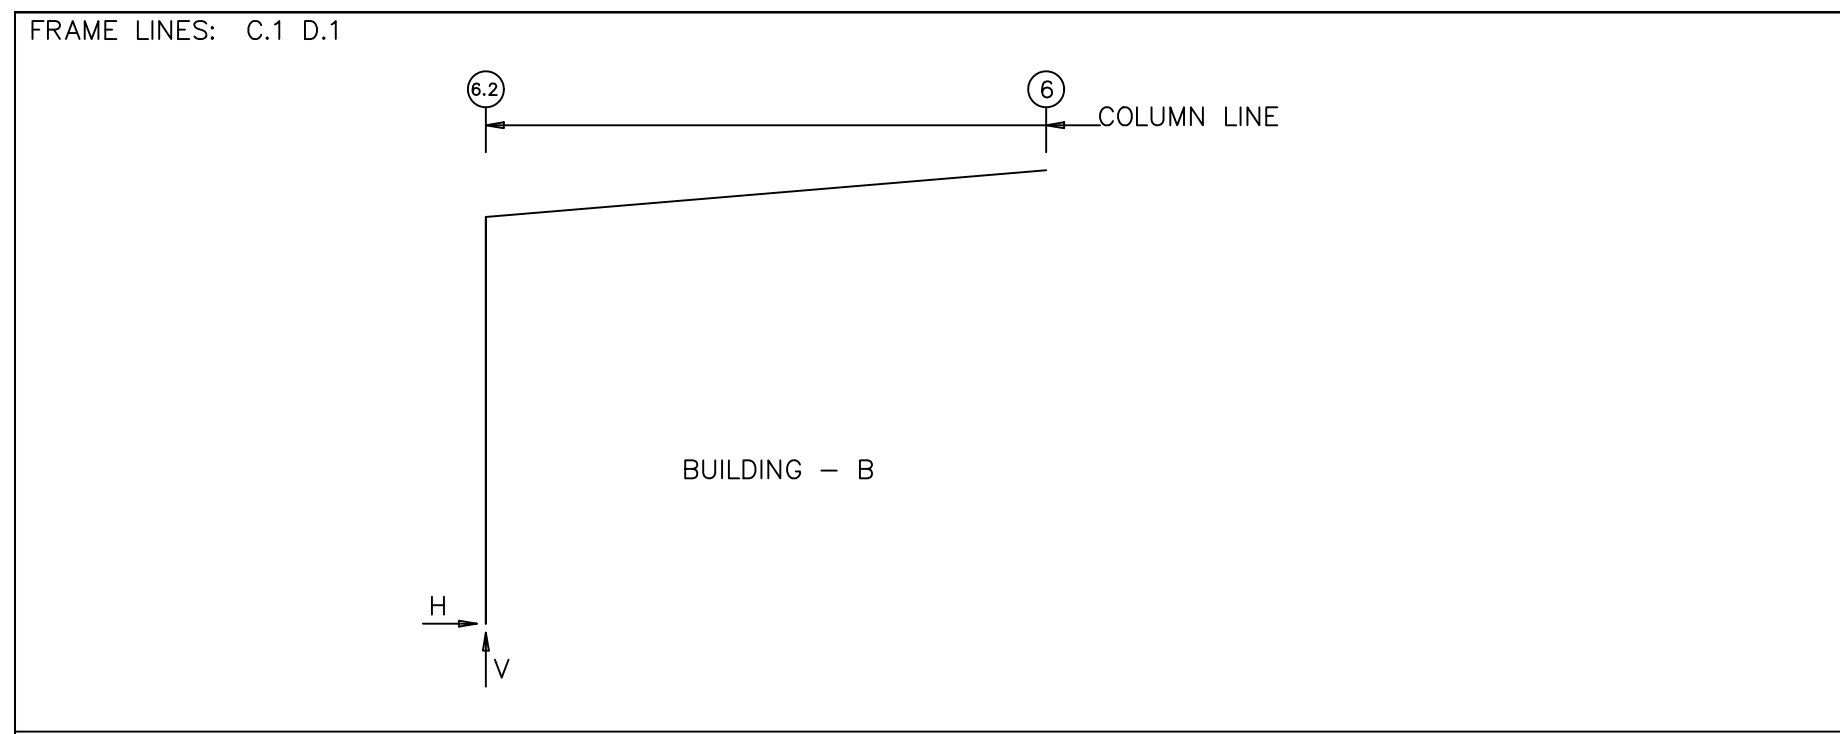 FRAME LINES: C.1 D.1
6.2 6
COLUMN LINE
BUILDING - B
H
V